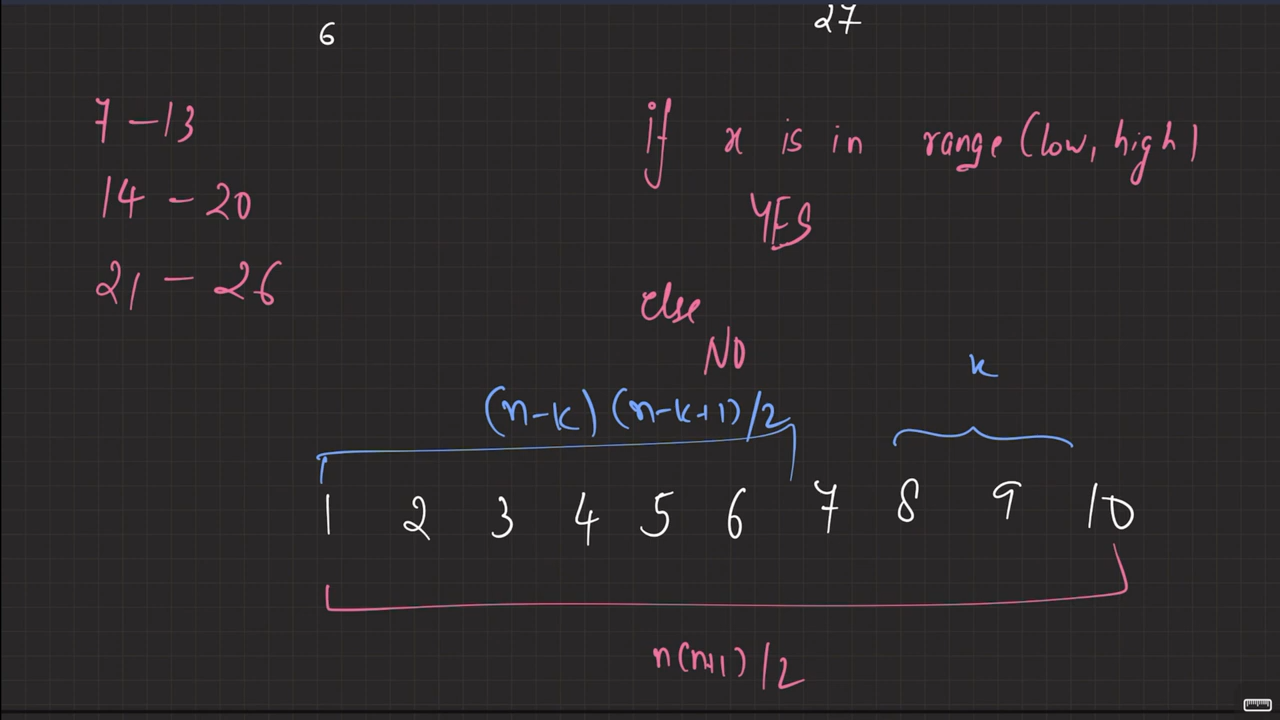 6 27
7 - 13
14 - 20
21 - 26
if x is in range (low, high)
YES
else
NO
k
(n-k) (n-k+1)/2
1 2 3 4 5 6 7 8 9 10
n(n+1)/2